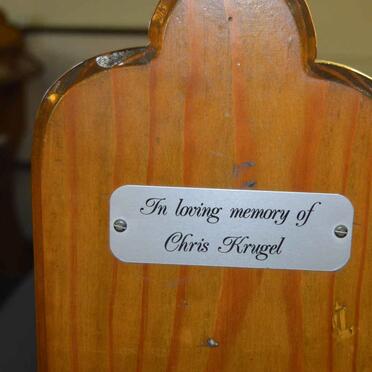 In loving memory of
Chris Krugel